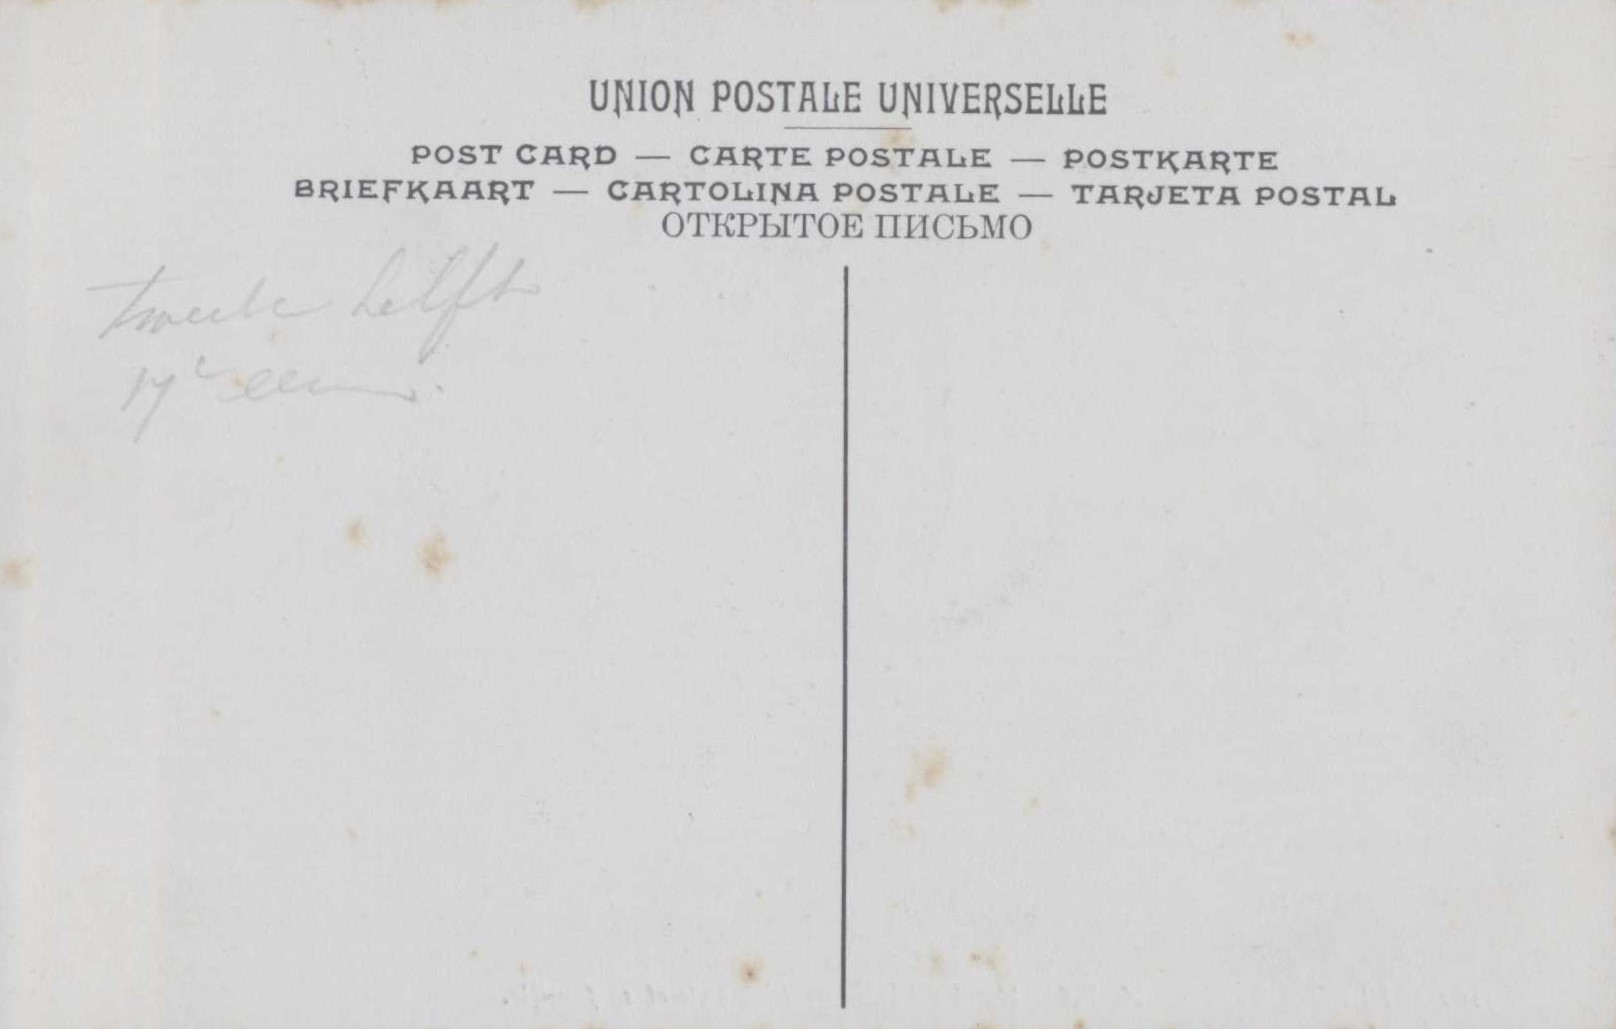 UNION POSTALE UNIVERSELLE
POST CARD — CARTE POSTALE — POSTKARTE
BRIEFKAART — CARTOLINA POSTALE — TARJETA POSTAL
ОТКРЫТОЕ ПИСЬМО
tweede helft
17e eeuw.